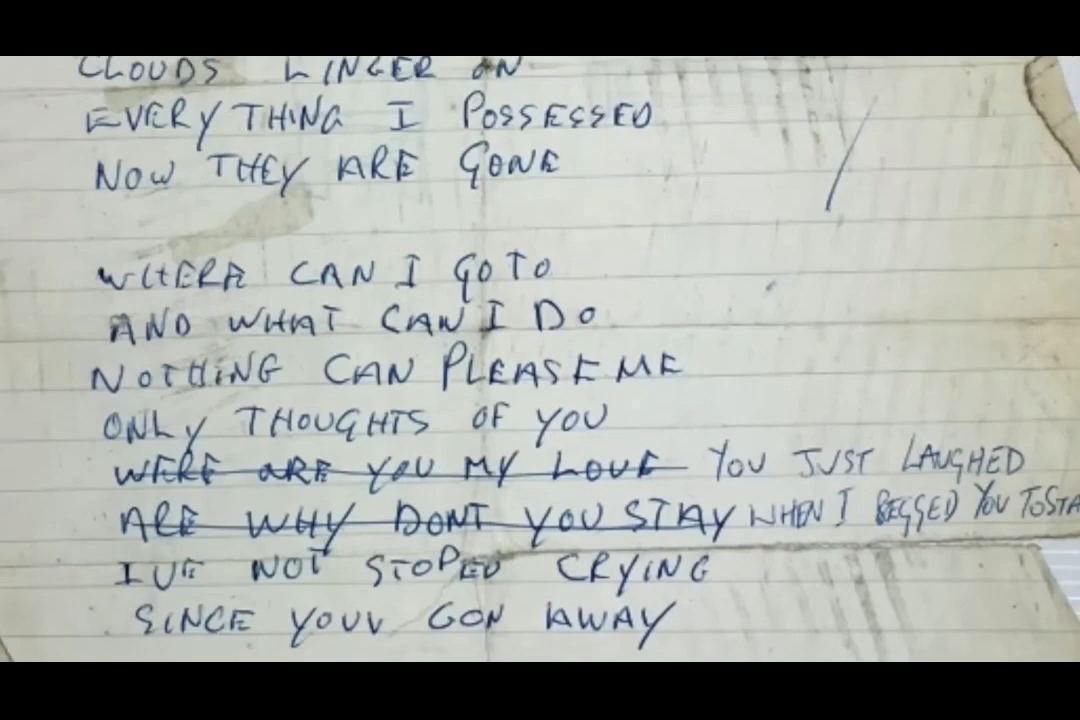 CLOUDS LINGER ON
EVERYTHING I POSSESSED
NOW THEY ARE GONE
WHERE CAN I GO TO
AND WHAT CAN I DO
NOTHING CAN PLEASE ME
ONLY THOUGHTS OF YOU
WERE ARE YOU MY LOVE YOU JUST LAUGHED
ARE WHY DONT YOU STAY WHEN I BEGGED YOU TO STA
IVE NOT STOPED CRYING
SINCE YOUV GON AWAY